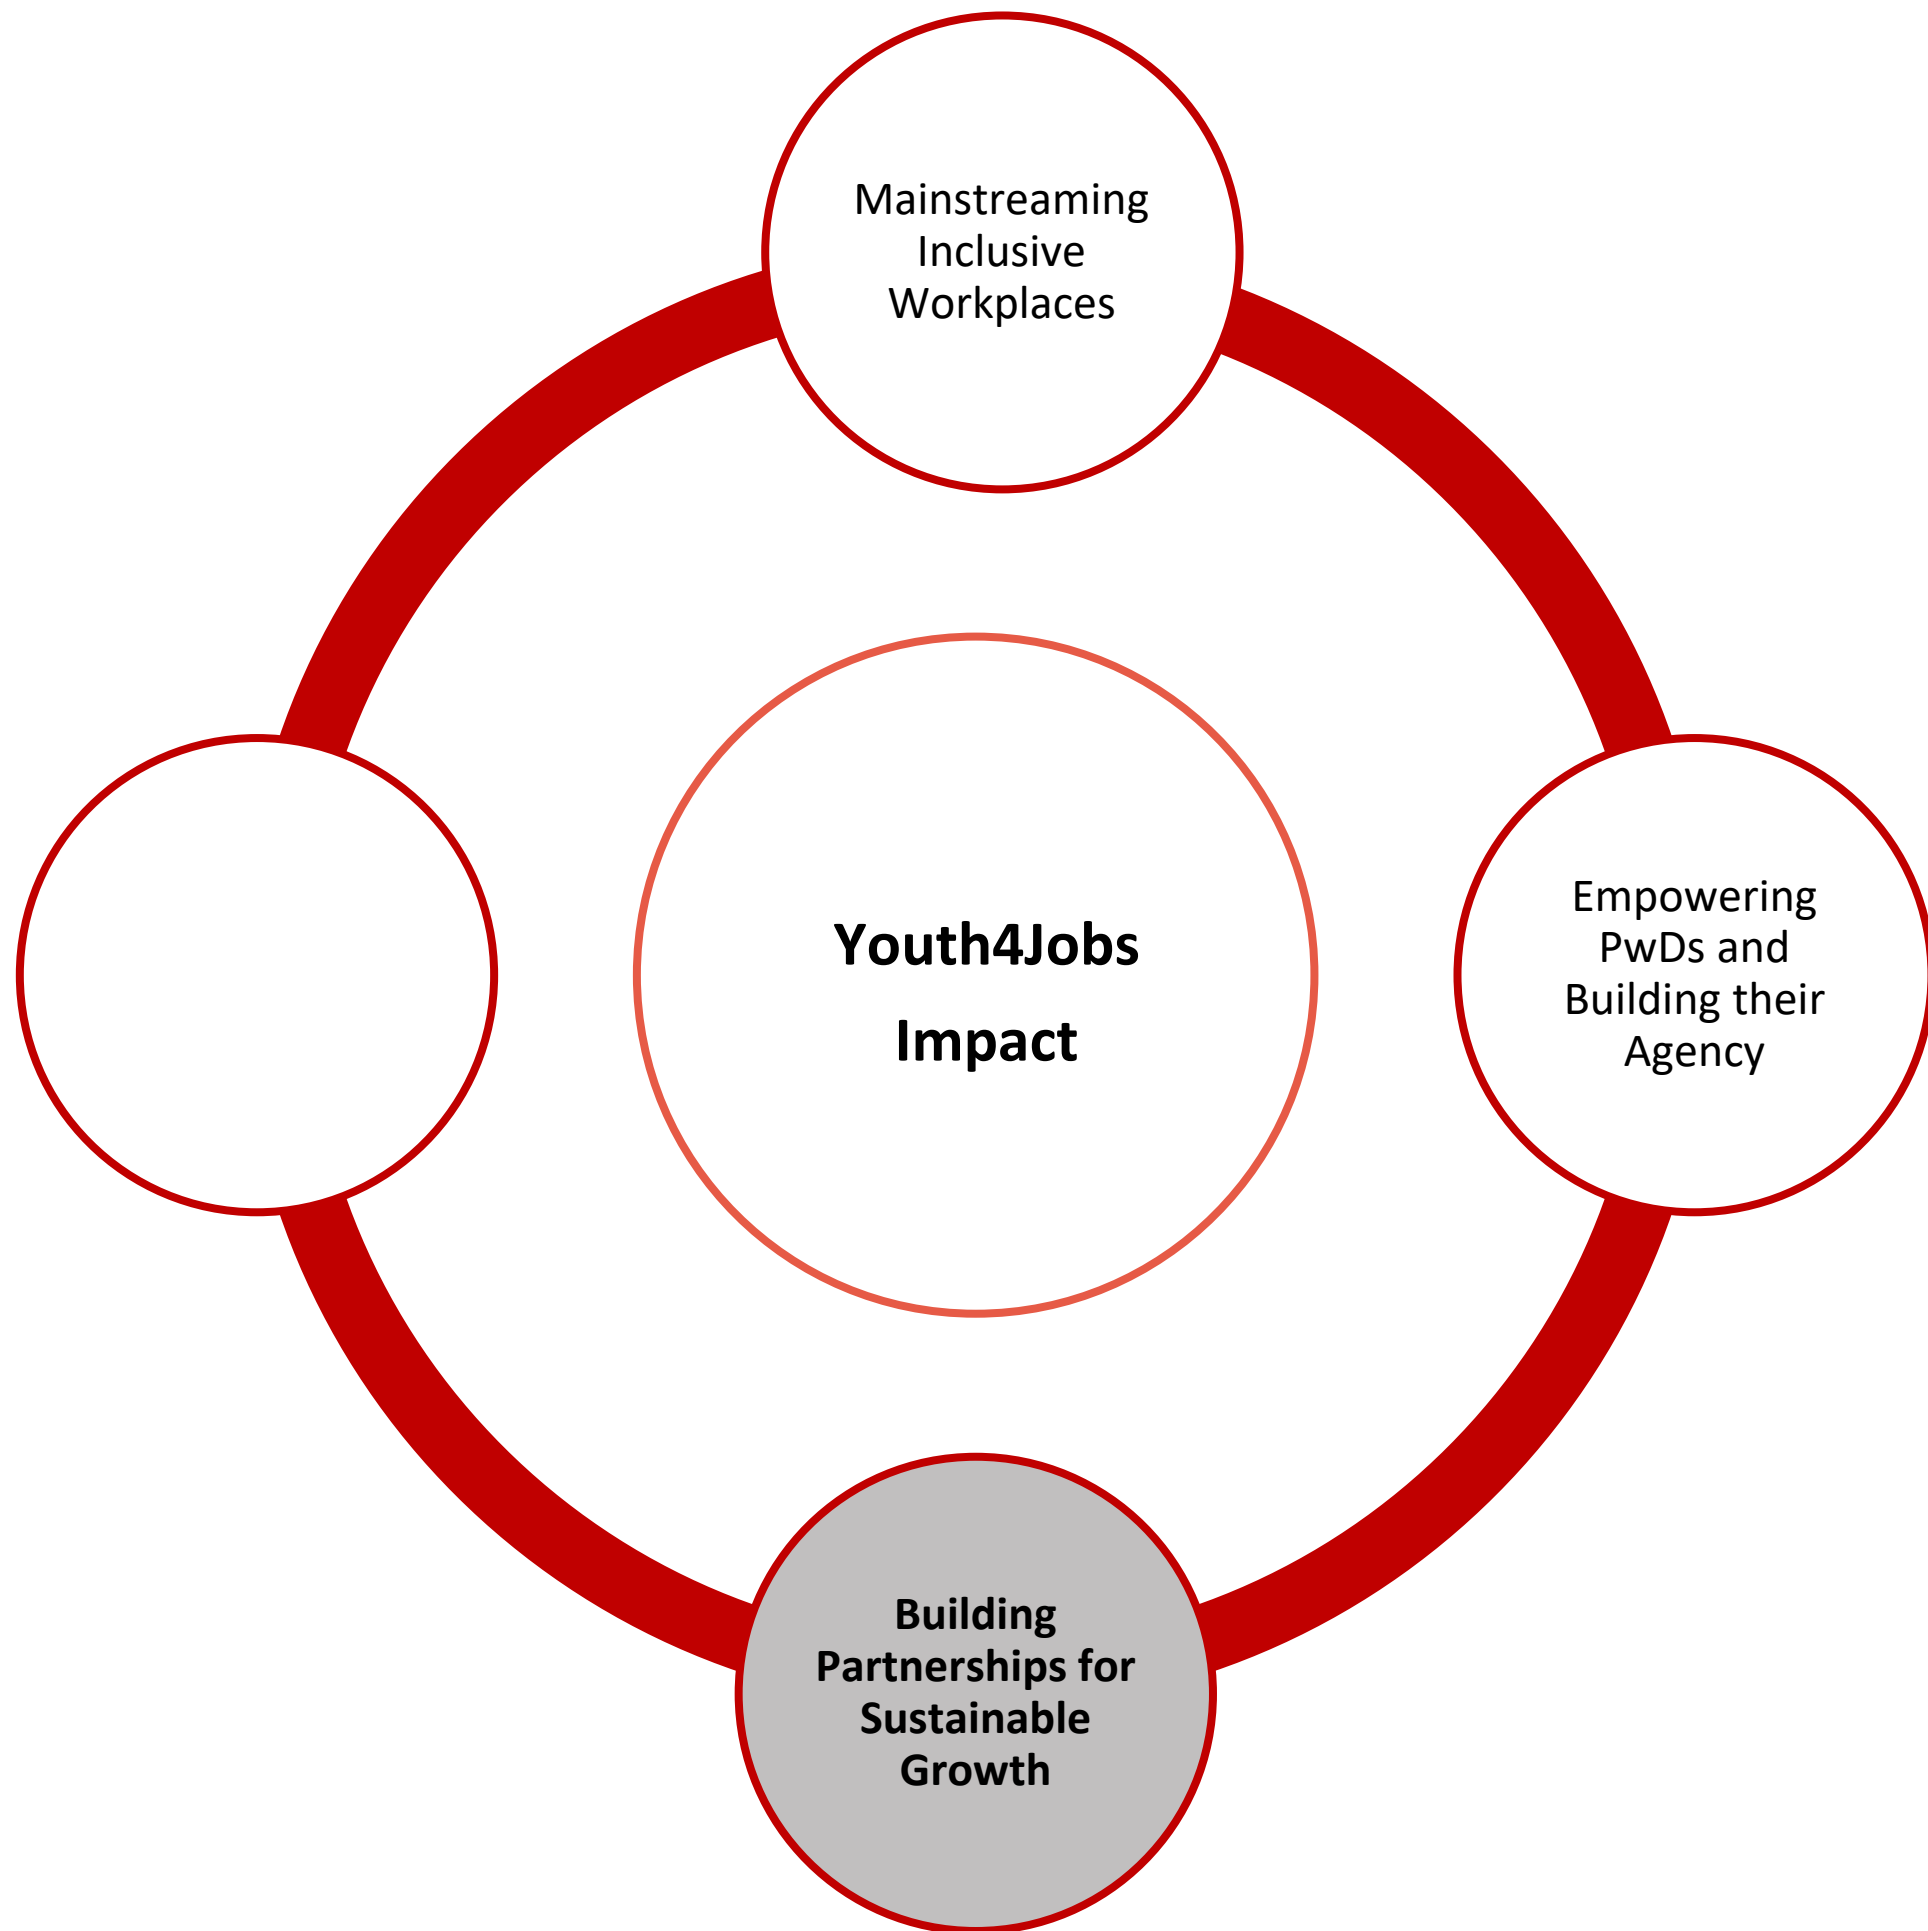 Mainstreaming
Inclusive
Workplaces
Empowering
PwDs and
Building their
Agency
Youth4Jobs
Impact
Building
Partnerships for
Sustainable
Growth